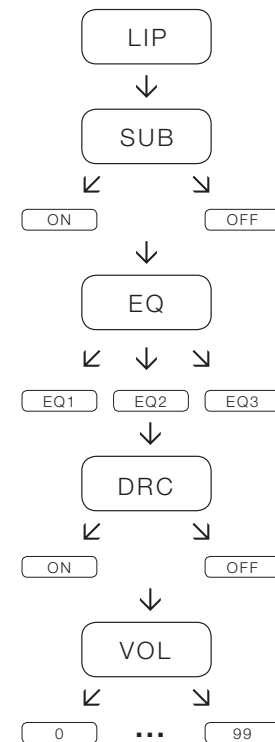 LIP
SUB
ON OFF
EQ
EQ1 EQ2 EQ3
DRC
ON OFF
VOL
0 ... 99